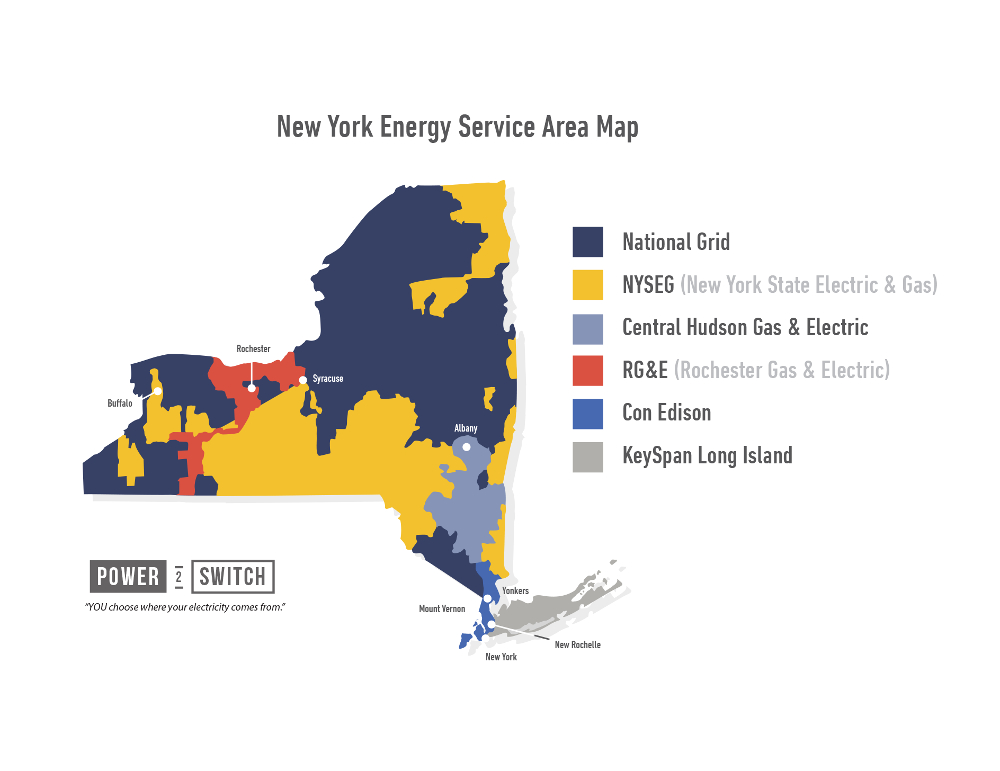 New York Energy Service Area Map
National Grid
NYSEG (New York State Electric & Gas)
Central Hudson Gas & Electric
RG&E (Rochester Gas & Electric)
Con Edison
KeySpan Long Island
Rochester
Syracuse
Buffalo
Albany
Yonkers
Mount Vernon
New Rochelle
New York
POWER 2 SWITCH
“YOU choose where your electricity comes from.”